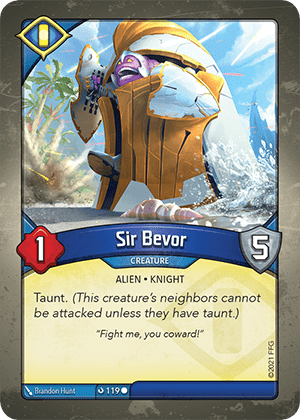 Sir Bevor
CREATURE
1
5
ALIEN • KNIGHT
Taunt. (This creature's neighbors cannot
be attacked unless they have taunt.)
"Fight me, you coward!"
©2021 FFG
Brandon Hunt
119